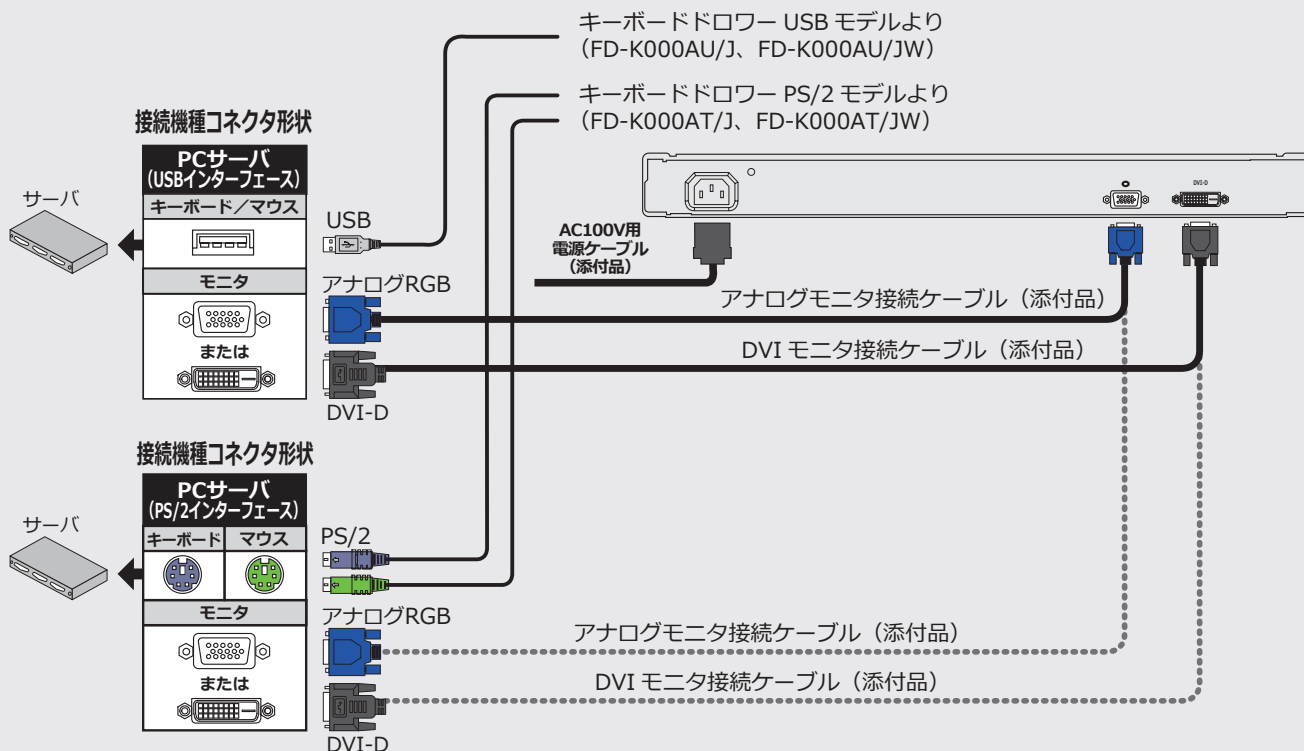 キーボードドロワー USB モデルより
（FD-K000AU/J、FD-K000AU/JW）
キーボードドロワー PS/2 モデルより
（FD-K000AT/J、FD-K000AT/JW）
接続機種コネクタ形状
PCサーバ
（USBインターフェース）
キーボード／マウス
サーバ
USB
モニタ
アナログRGB
または
DVI-D
DVI-D
AC100V用
電源ケーブル
（添付品）
アナログモニタ接続ケーブル（添付品）
DVI モニタ接続ケーブル（添付品）
接続機種コネクタ形状
PCサーバ
（PS/2インターフェース）
サーバ
キーボード
マウス
PS/2
モニタ
アナログRGB
または
DVI-D
アナログモニタ接続ケーブル（添付品）
DVI モニタ接続ケーブル（添付品）